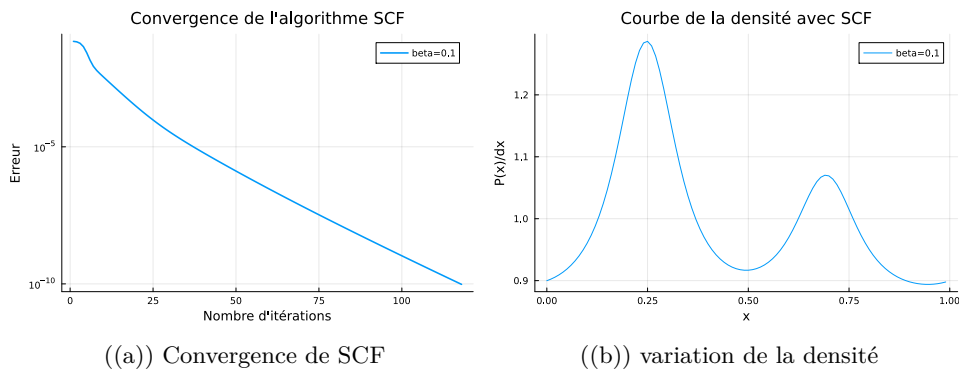 Convergence de l'algorithme SCF
beta=0.1
10⁻⁵
10⁻¹⁰
Erreur
0 25 50 75 100
Nombre d'itérations
((a)) Convergence de SCF
Courbe de la densité avec SCF
beta=0.1
1.2
1.1
1.0
0.9
P(x)/dx
0.00 0.25 0.50 0.75 1.00
x
((b)) variation de la densité